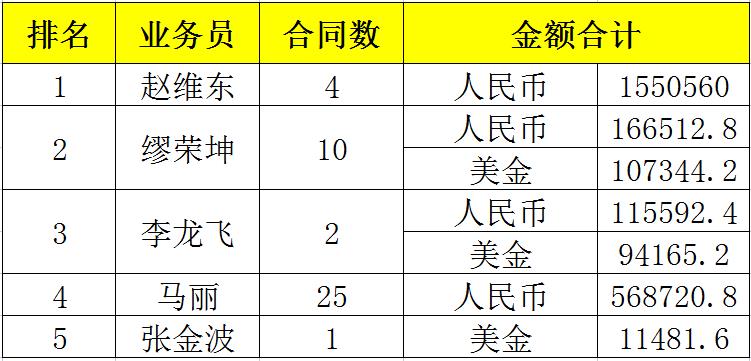 排名 业务员 合同数 金额合计
1 赵维东 4 人民币 1550560
2 缪荣坤 10 人民币 166512.8
美金 107344.2
3 李龙飞 2 人民币 115592.4
美金 94165.2
4 马丽 25 人民币 568720.8
5 张金波 1 美金 11481.6